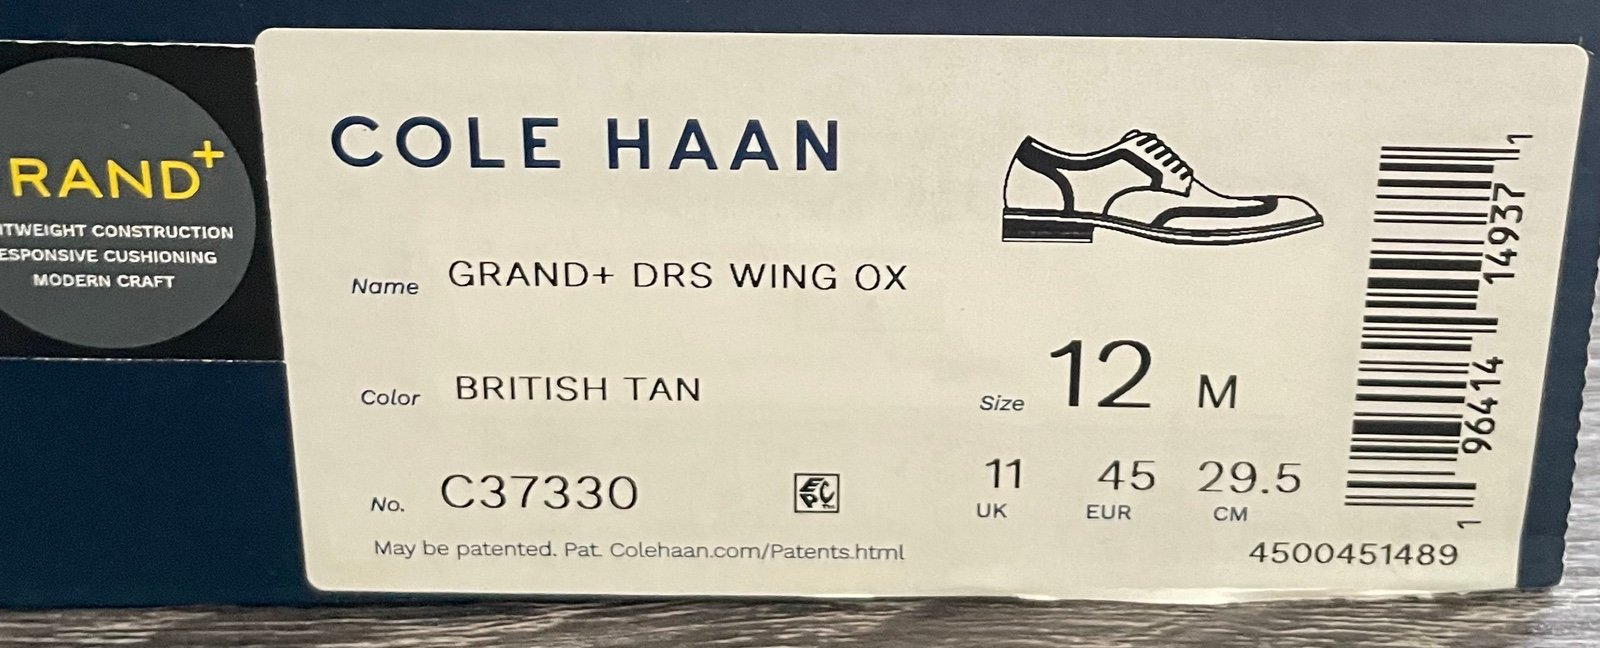 RAND+
TWEIGHT CONSTRUCTION
ESPONSIVE CUSHIONING
MODERN CRAFT
COLE HAAN
Name GRAND+ DRS WING OX
Color BRITISH TAN
Size 12 M
No. C37330
11 45 29.5
UK EUR CM
May be patented. Pat. Colehaan.com/Patents.html
4500451489
1 96414 14937 1